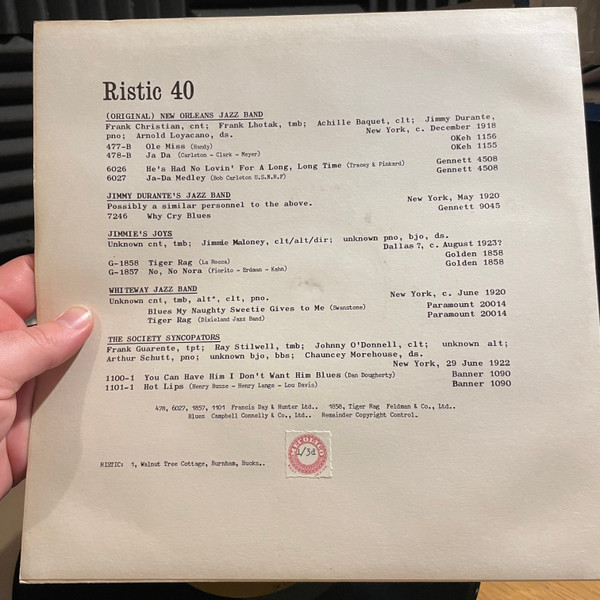 Ristic 40
(ORIGINAL) NEW ORLEANS JAZZ BAND
Frank Christian, cnt; Frank Lhotak, tmb; Achille Baquet, clt; Jimmy Durante,
pno; Arnold Loyacano, ds. New York, c. December 1918
477-B Ole Miss (Handy) OKeh 1156
478-B Ja Da (Carleton - Clark - Meyer) OKeh 1155
6026 He's Had No Lovin' For A Long, Long Time (Tracey & Pinkard) Gennett 4508
6027 Ja-Da Medley (Bob Carleton U.S.N.R.F) Gennett 4508
JIMMY DURANTE'S JAZZ BAND New York, May 1920
Possibly a similar personnel to the above.
7246 Why Cry Blues Gennett 9045
JIMMIE'S JOYS
Unknown cnt, tmb; Jimmie Maloney, clt/alt/dir; unknown pno, bjo, ds.
Dallas?, c. August 1923?
G-1858 Tiger Rag (La Rocca) Golden 1858
G-1857 No, No Nora (Fiorito - Erdman - Kahn) Golden 1858
WHITEWAY JAZZ BAND New York, c. June 1920
Unknown cnt, tmb, alt*, clt, pno.
Blues My Naughty Sweetie Gives to Me (Swanstone) Paramount 20014
Tiger Rag (Dixieland Jazz Band) Paramount 20014
THE SOCIETY SYNCOPATORS
Frank Guarente, tpt; Ray Stilwell, tmb; Johnny O'Donnell, clt; unknown alt;
Arthur Schutt, pno; unknown bjo, bbs; Chauncey Morehouse, ds.
New York, 29 June 1922
1100-1 You Can Have Him I Don't Want Him Blues (Dan Dougherty) Banner 1090
1101-1 Hot Lips (Henry Busse - Henry Lange - Lou Davis) Banner 1090
478, 6027, 1857, 1101 Francis Day & Hunter Ltd.. 1858, Tiger Rag Feldman & Co., Ltd..
Blues Campbell Connelly & Co., Ltd.. Remainder Copyright Control.
MECOLICO
1/3d
RISTIC: 1, Walnut Tree Cottage, Burnham, Bucks..